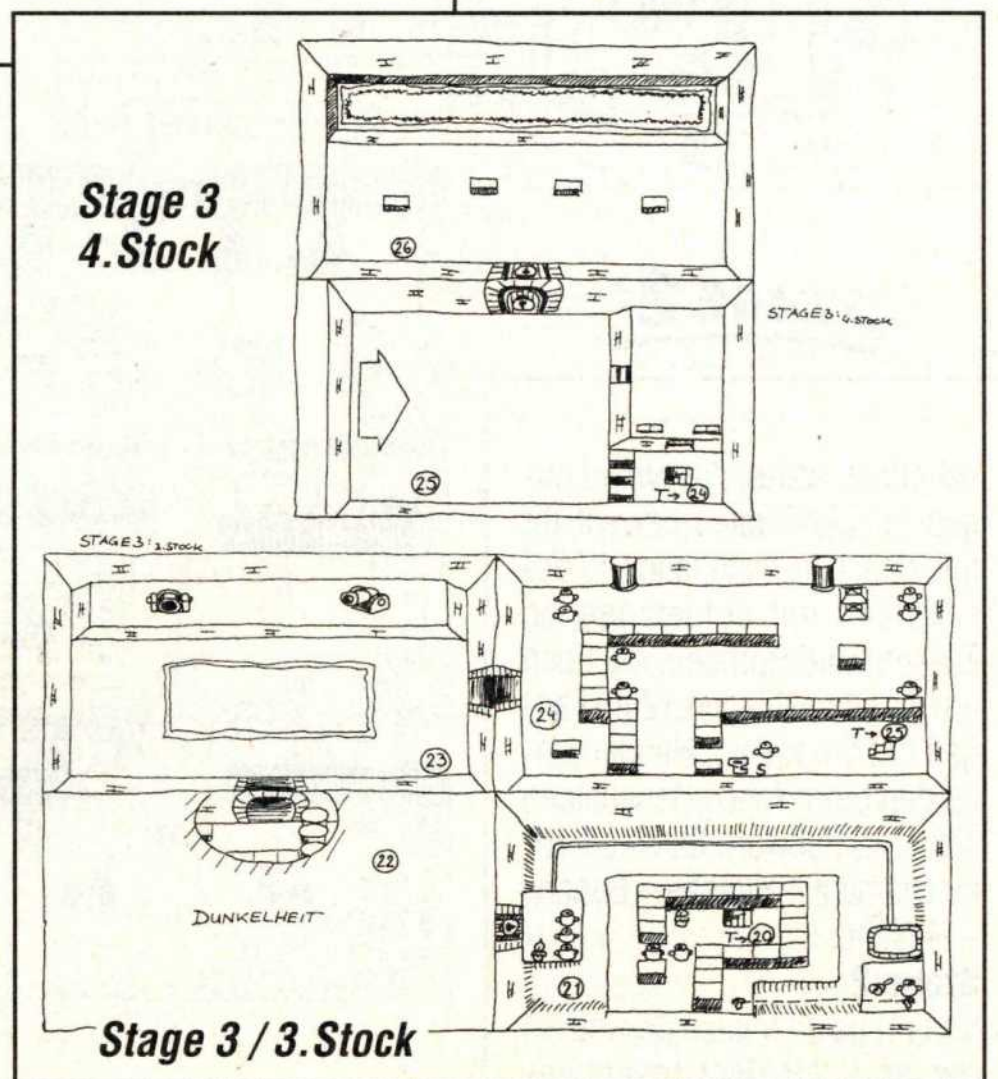 Stage 3
4.Stock
26
STAGE 3: 4.STOCK
25
T→ 24
STAGE 3: 3.STOCK
24
T→ 25
S
23
22
DUNKELHEIT
T→ 20
21
Stage 3 / 3.Stock